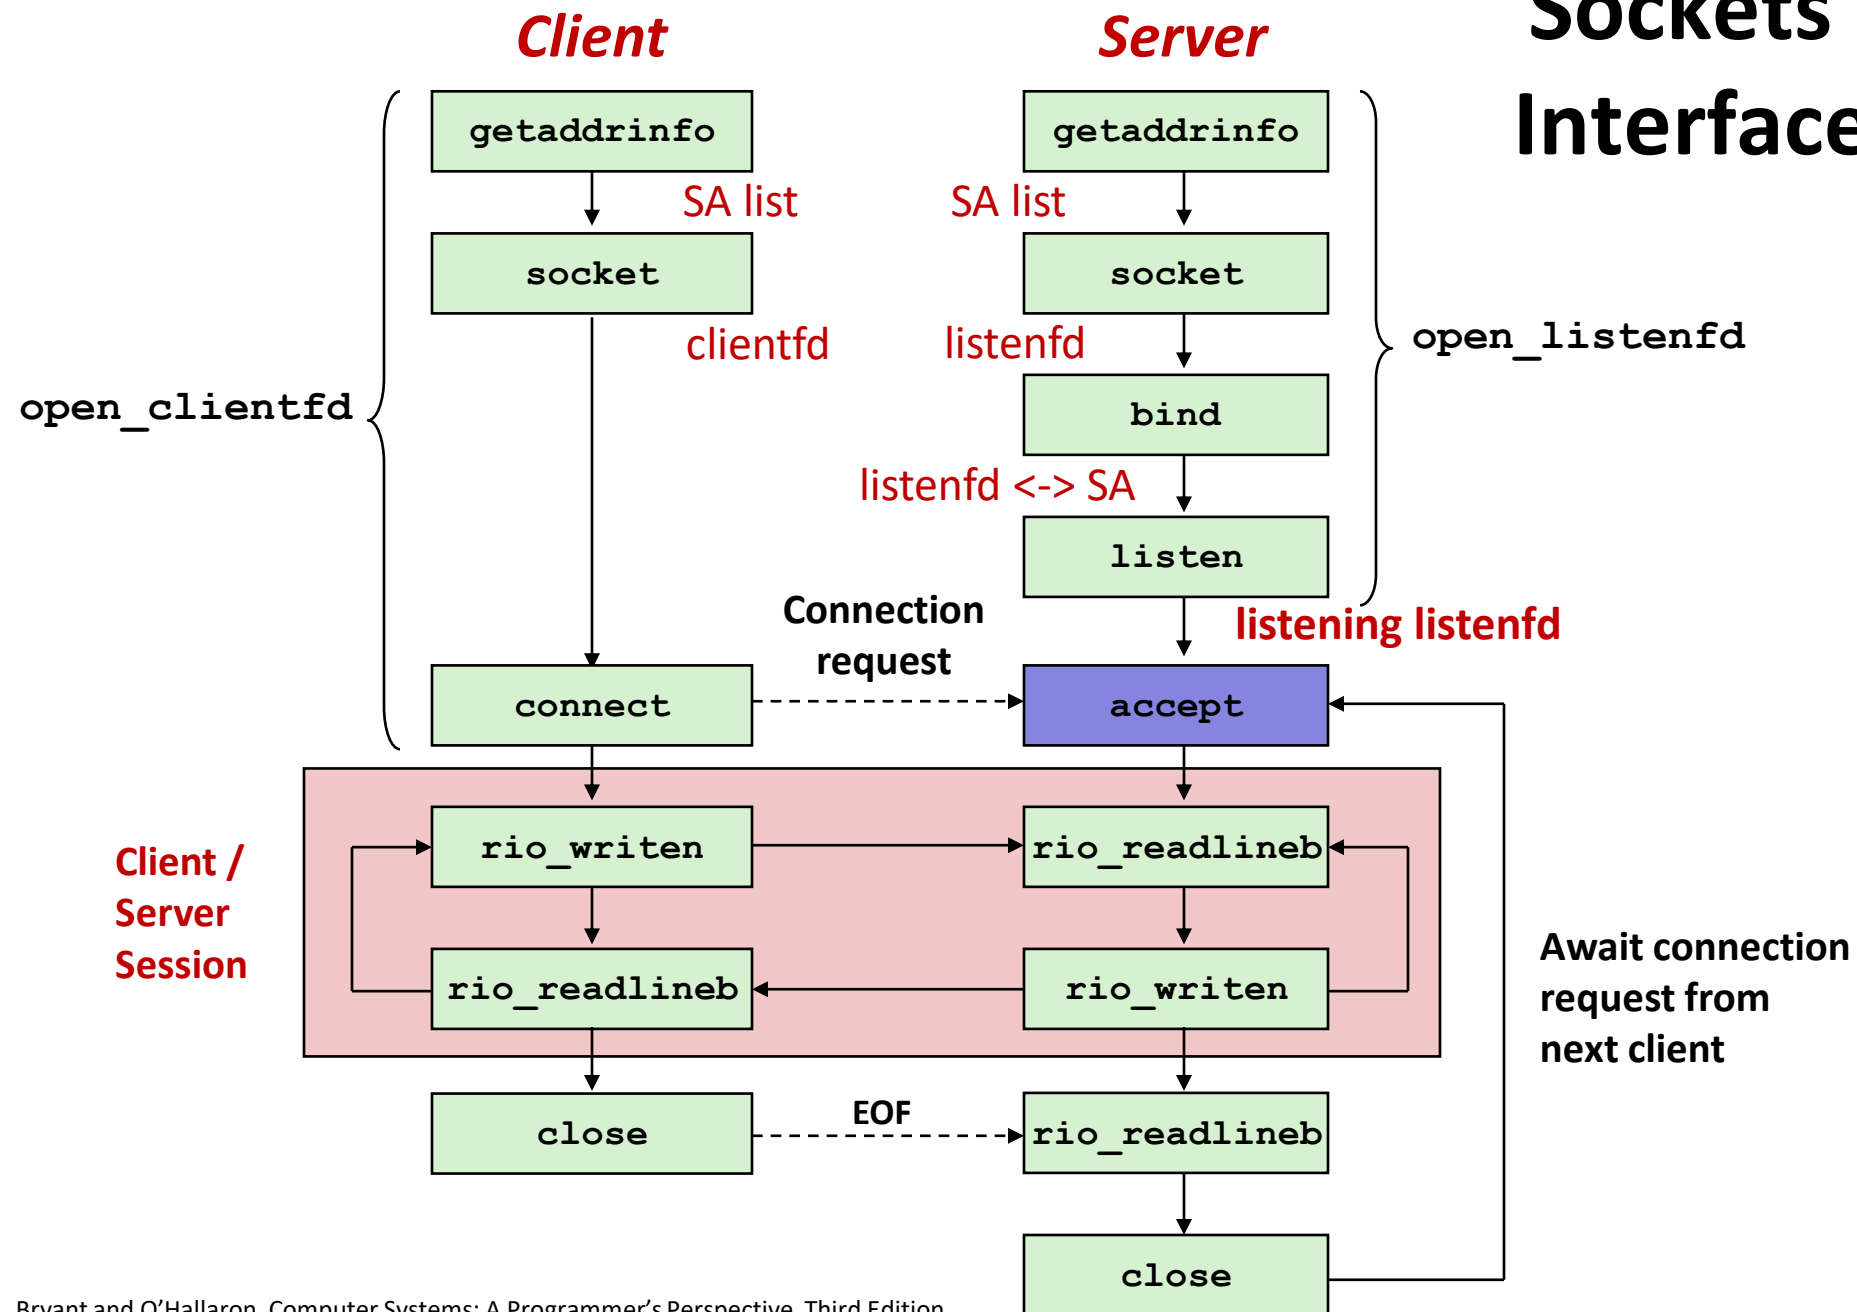 Sockets
Interface
Client
Server
getaddrinfo
getaddrinfo
SA list
SA list
socket
socket
clientfd
listenfd
open_listenfd
open_clientfd
bind
listenfd <-> SA
listen
Connection
request
listening listenfd
connect
accept
Client /
Server
Session
rio_writen
rio_readlineb
rio_readlineb
rio_writen
Await connection
request from
next client
close
EOF
rio_readlineb
close
Bryant and O'Hallaron, Computer Systems: A Programmer's Perspective, Third Edition